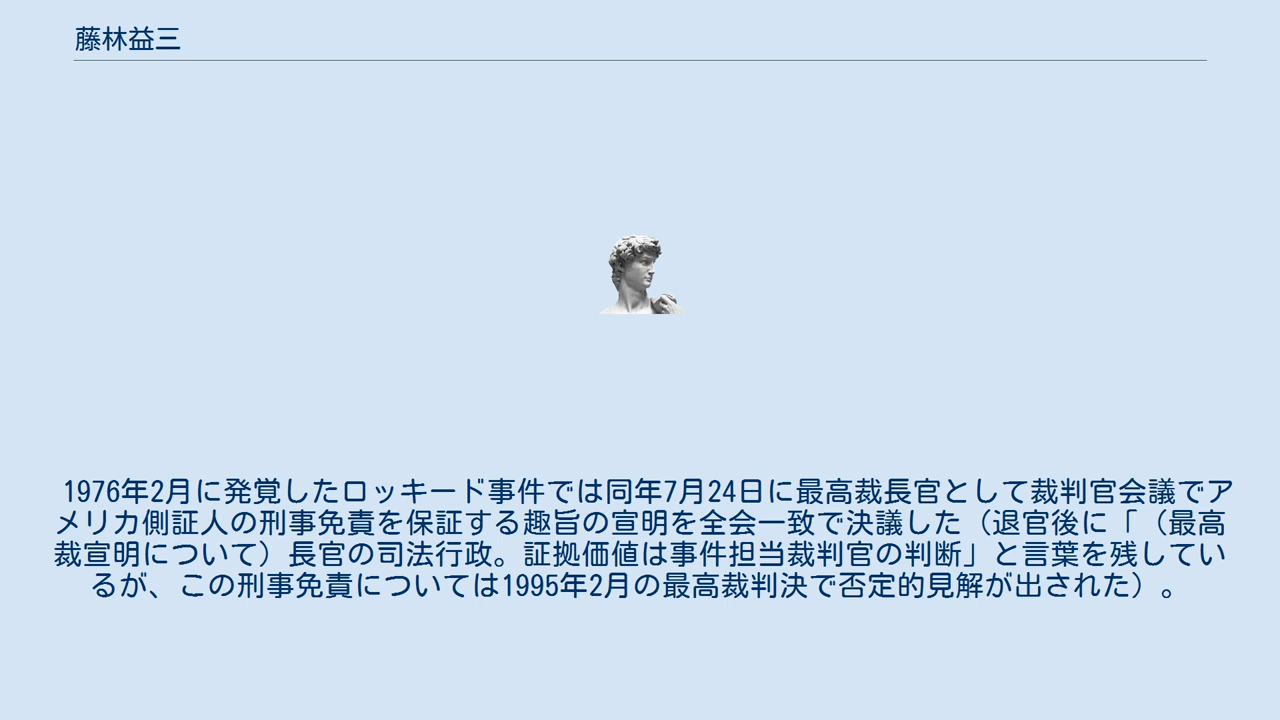 藤林益三
1976年2月に発覚したロッキード事件では同年7月24日に最高裁長官として裁判官会議でア
メリカ側証人の刑事免責を保証する趣旨の宣明を全会一致で決議した（退官後に「（最高
裁宣明について）長官の司法行政。証拠価値は事件担当裁判官の判断」と言葉を残してい
るが、この刑事免責については1995年2月の最高裁判決で否定的見解が出された）。